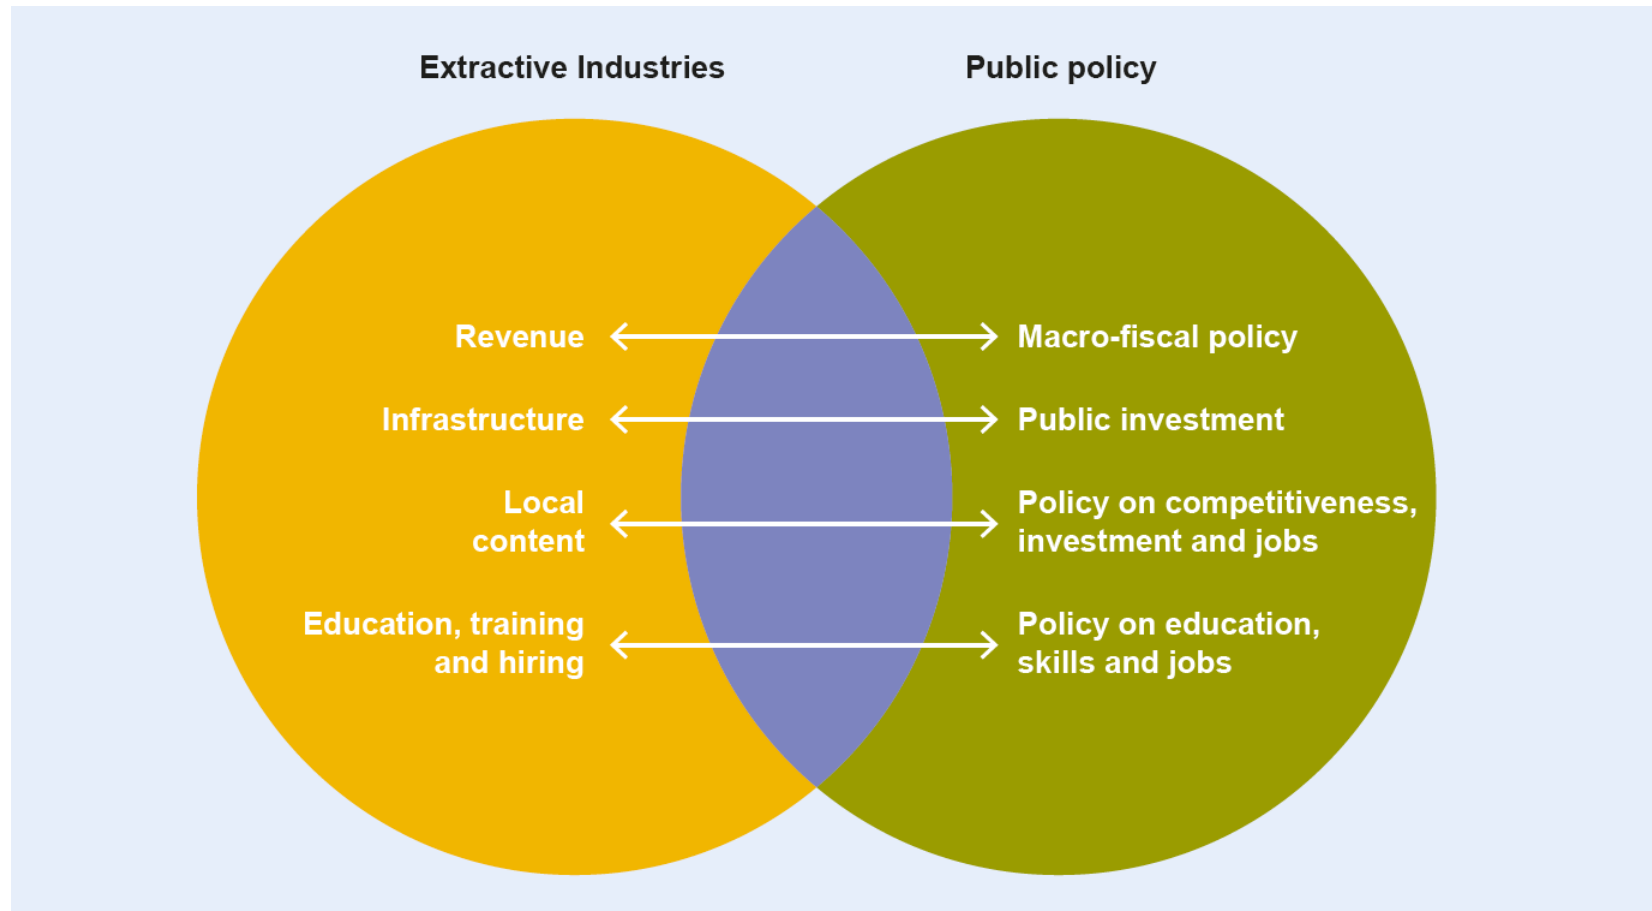 Extractive Industries
Public policy
Revenue
Macro-fiscal policy
Infrastructure
Public investment
Local
content
Policy on competitiveness,
investment and jobs
Education, training
and hiring
Policy on education,
skills and jobs